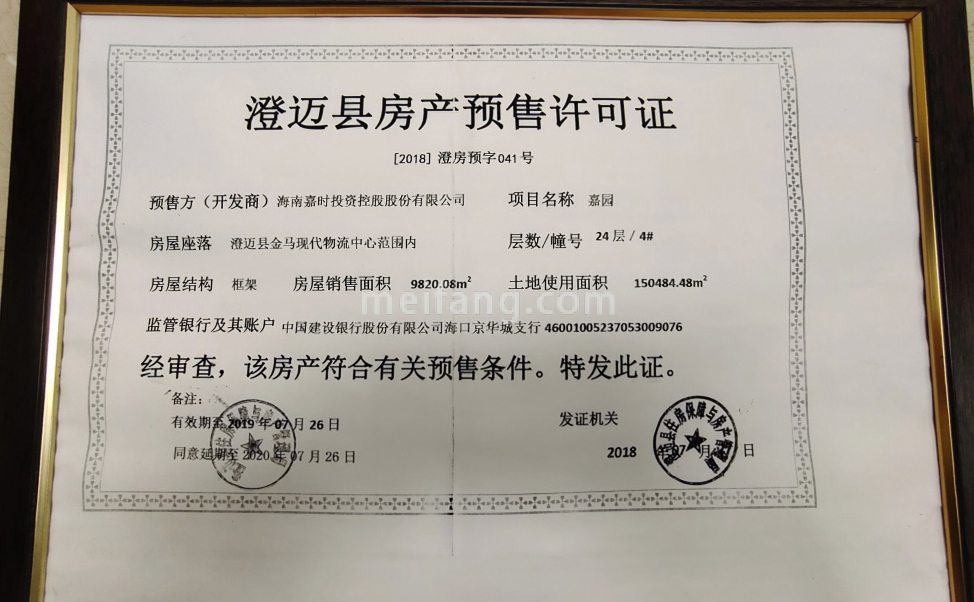 澄迈县房产预售许可证
[2018] 澄房预字041号
预售方（开发商）海南嘉时投资控股股份有限公司 项目名称 嘉园
房屋座落 澄迈县金马现代物流中心范围内 层数/幢号 24层/4#
房屋结构 框架 房屋销售面积 9820.08m² 土地使用面积 150484.48m²
meifang.com
监管银行及其账户 中国建设银行股份有限公司海口京华城支行 46001005237053009076
经审查，该房产符合有关预售条件。特发此证。
备注：
有效期至2019年07月26日 发证机关
同意延期至2020年07月26日 2018 07月 日